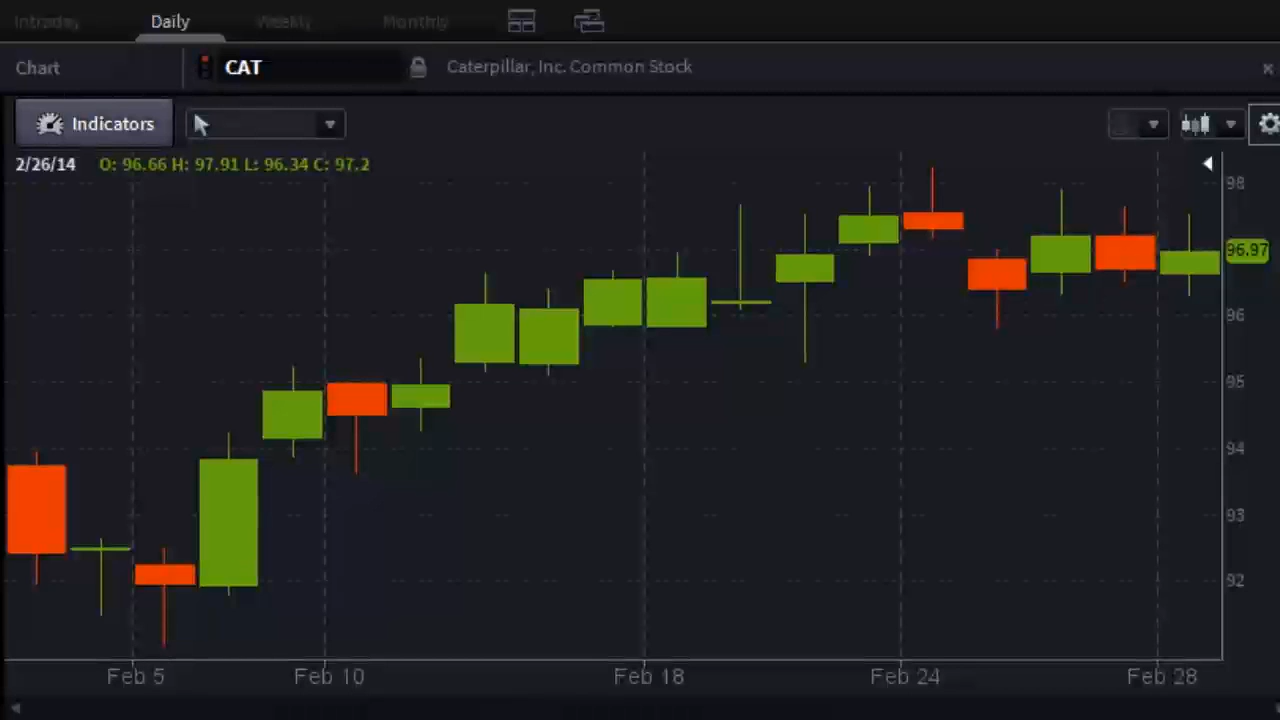 Intraday Daily Weekly Monthly
Chart CAT Caterpillar, Inc. Common Stock
Indicators
2/26/14 O: 96.66 H: 97.91 L: 96.34 C: 97.2
98
96.97
96
95
94
93
92
Feb 5 Feb 10 Feb 18 Feb 24 Feb 28